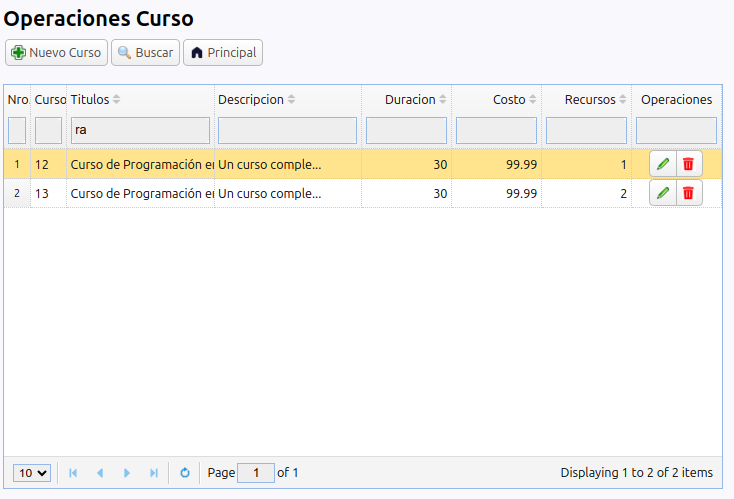 Operaciones Curso
Nuevo Curso Buscar Principal
Nro Curso Titulos Descripcion Duracion Costo Recursos Operaciones
ra
1 12 Curso de Programación en Un curso comple... 30 99.99 1
2 13 Curso de Programación en Un curso comple... 30 99.99 2
10 Page 1 of 1 Displaying 1 to 2 of 2 items